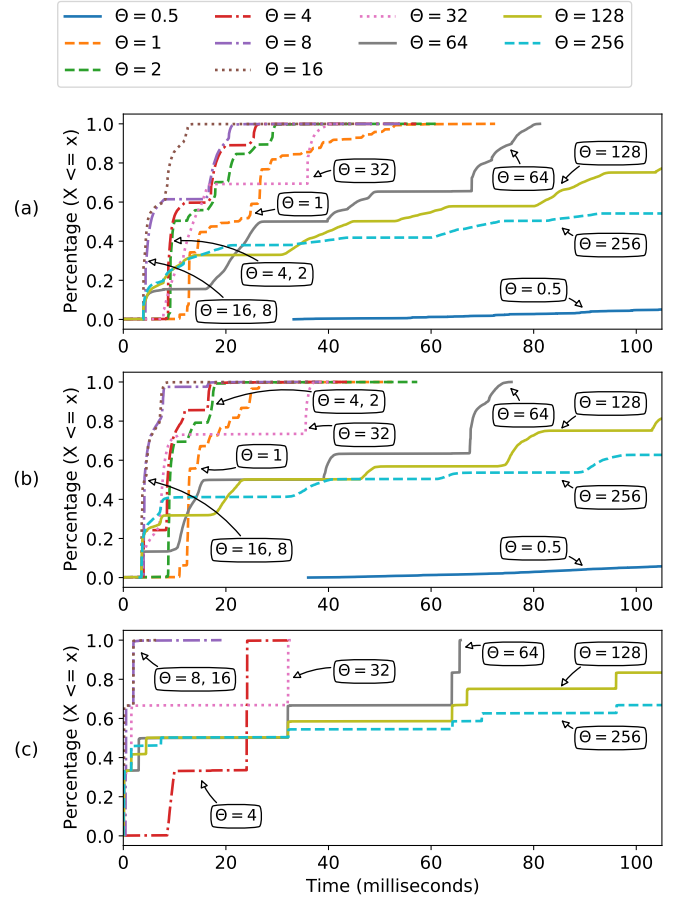 Θ = 0.5 Θ = 4 Θ = 32 Θ = 128
Θ = 1 Θ = 8 Θ = 64 Θ = 256
Θ = 2 Θ = 16
(a)
Percentage (X <= x)
1.0
0.8
0.6
0.4
0.2
0.0
0 20 40 60 80 100
Θ = 32
Θ = 64
Θ = 128
Θ = 1
Θ = 256
Θ = 4, 2
Θ = 16, 8
Θ = 0.5
(b)
Percentage (X <= x)
1.0
0.8
0.6
0.4
0.2
0.0
0 20 40 60 80 100
Θ = 4, 2
Θ = 64
Θ = 128
Θ = 32
Θ = 1
Θ = 256
Θ = 16, 8
Θ = 0.5
(c)
Percentage (X <= x)
1.0
0.8
0.6
0.4
0.2
0.0
0 20 40 60 80 100
Θ = 8, 16
Θ = 32
Θ = 64
Θ = 128
Θ = 256
Θ = 4
Time (milliseconds)